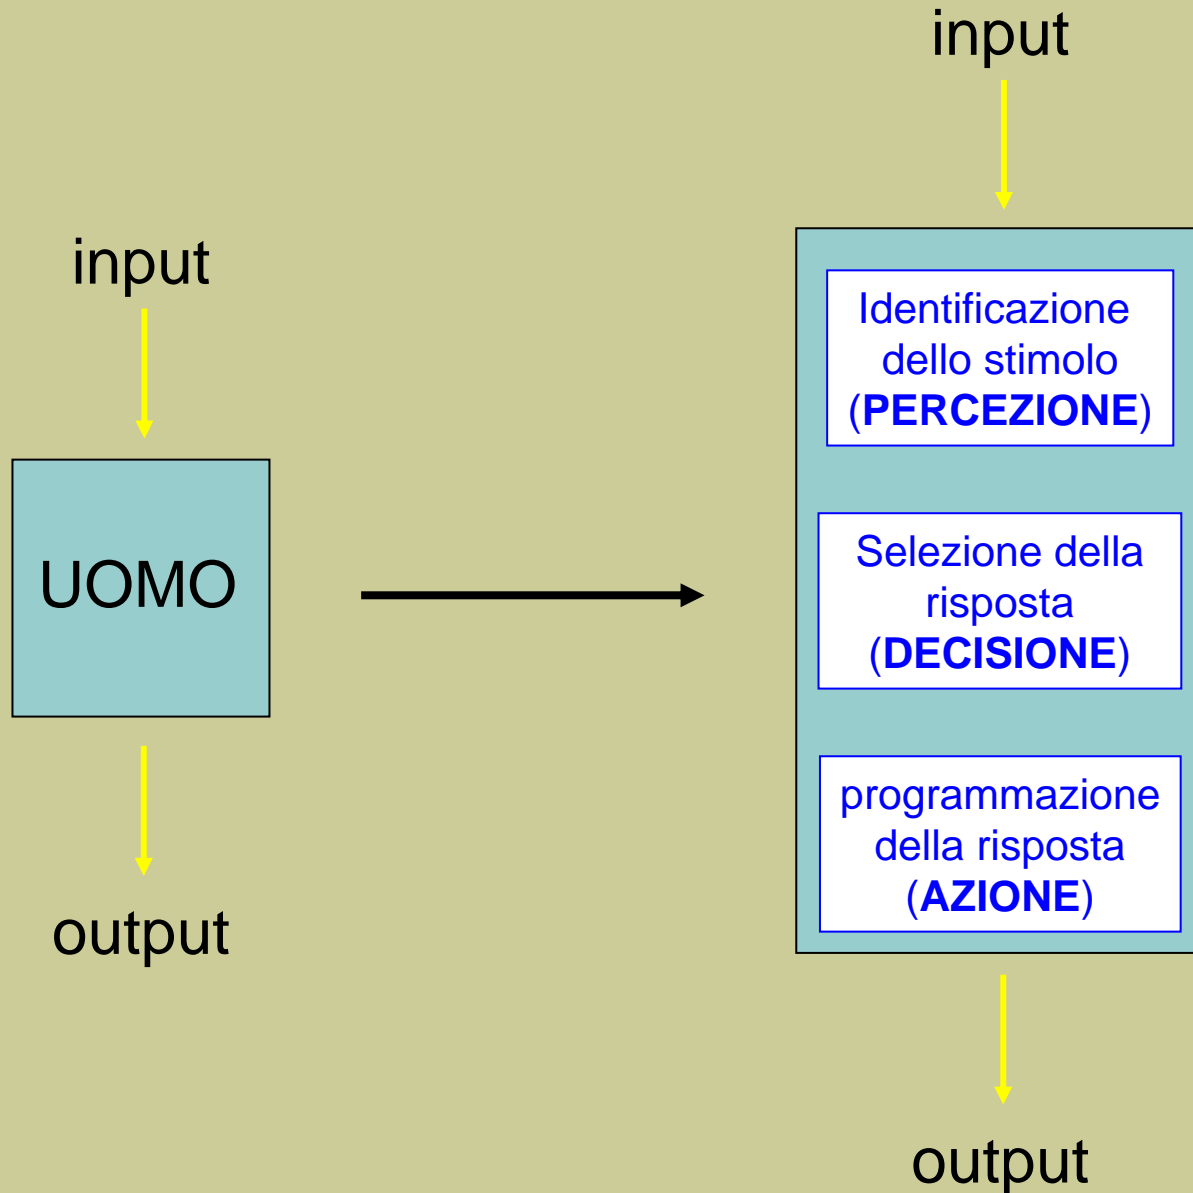 input
UOMO
output
input
Identificazione
dello stimolo
(PERCEZIONE)
Selezione della
risposta
(DECISIONE)
programmazione
della risposta
(AZIONE)
output